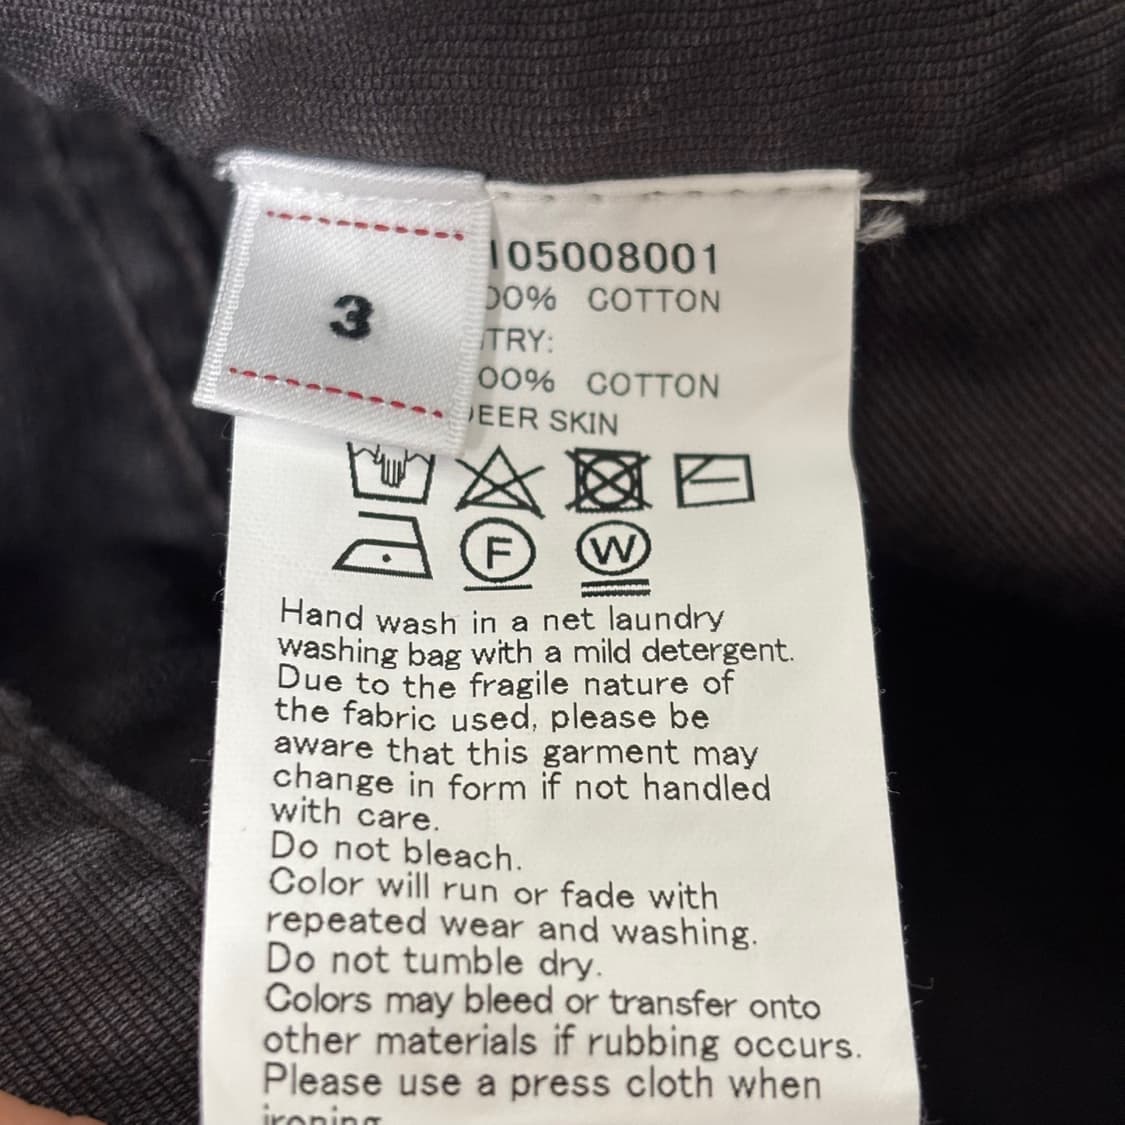 3
105008001
00% COTTON
TRY:
00% COTTON
DEER SKIN
F
W
Hand wash in a net laundry
washing bag with a mild detergent.
Due to the fragile nature of
the fabric used, please be
aware that this garment may
change in form if not handled
with care.
Do not bleach.
Color will run or fade with
repeated wear and washing.
Do not tumble dry.
Colors may bleed or transfer onto
other materials if rubbing occurs.
Please use a press cloth when
ironing